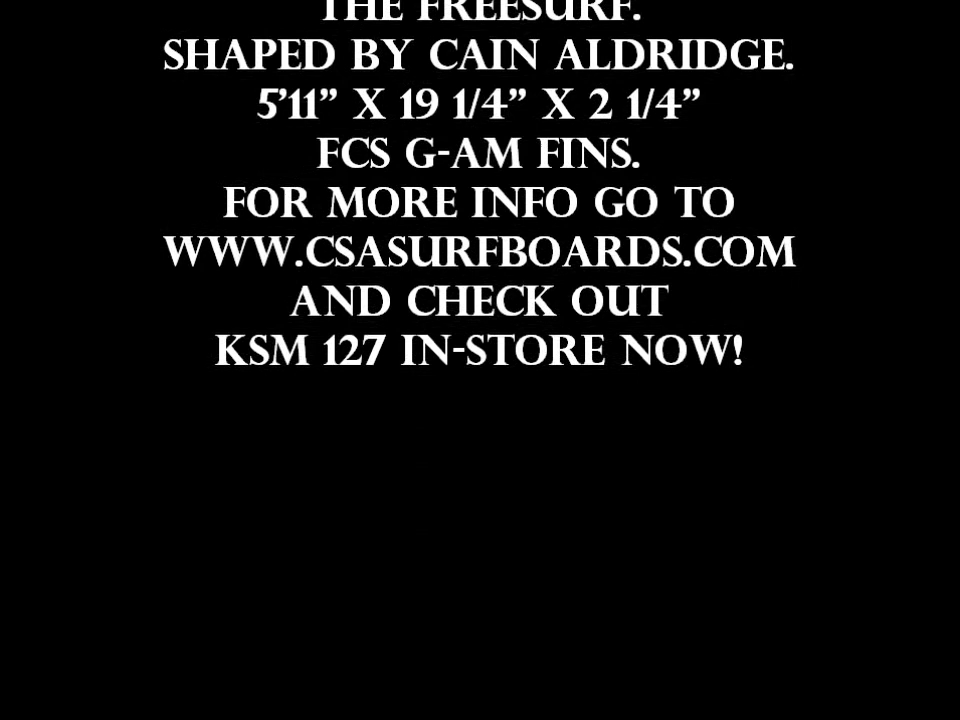 THE FREESURF.
SHAPED BY CAIN ALDRIDGE.
5’11” X 19 1/4” X 2 1/4”
FCS G-AM FINS.
FOR MORE INFO GO TO
WWW.CSASURFBOARDS.COM
AND CHECK OUT
KSM 127 IN-STORE NOW!